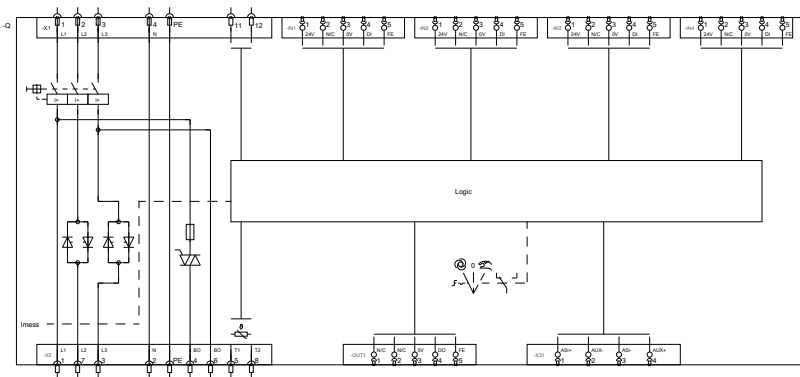 -Q
-X1 1 2 3 4 PE 11 12
L1 L2 L3 N
-IN1 1 2 3 4 5
24V N/C 0V DI FE
-IN2 1 2 3 4 5
24V N/C 0V DI FE
-IN3 1 2 3 4 5
24V N/C 0V DI FE
-IN4 1 2 3 4 5
24V N/C 0V DI FE
I> I> I>
Logic
0
Imess
ϑ
-X2 L1 L2 L3 N BO BO T1 T2
1 7 3 2 PE 4 6 5 8
-OUT1 N/C N/C 0V DO FE
1 2 3 4 5
-X31 ASi+ AUX- ASi- AUX+
1 2 3 4